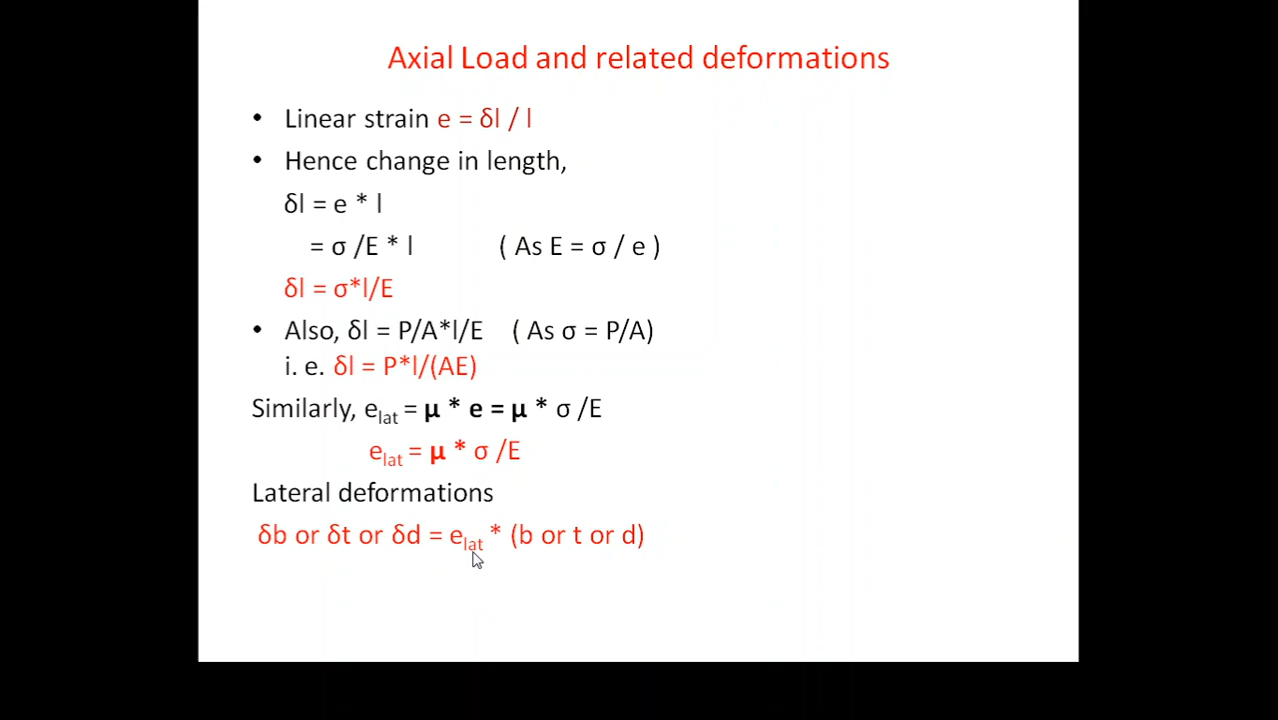 Axial Load and related deformations
• Linear strain e = δl / l
• Hence change in length,
δl = e * l
= σ /E * l ( As E = σ / e )
δl = σ*l/E
• Also, δl = P/A*l/E ( As σ = P/A)
i. e. δl = P*l/(AE)
Similarly, elat = μ * e = μ * σ /E
elat = μ * σ /E
Lateral deformations
δb or δt or δd = elat * (b or t or d)